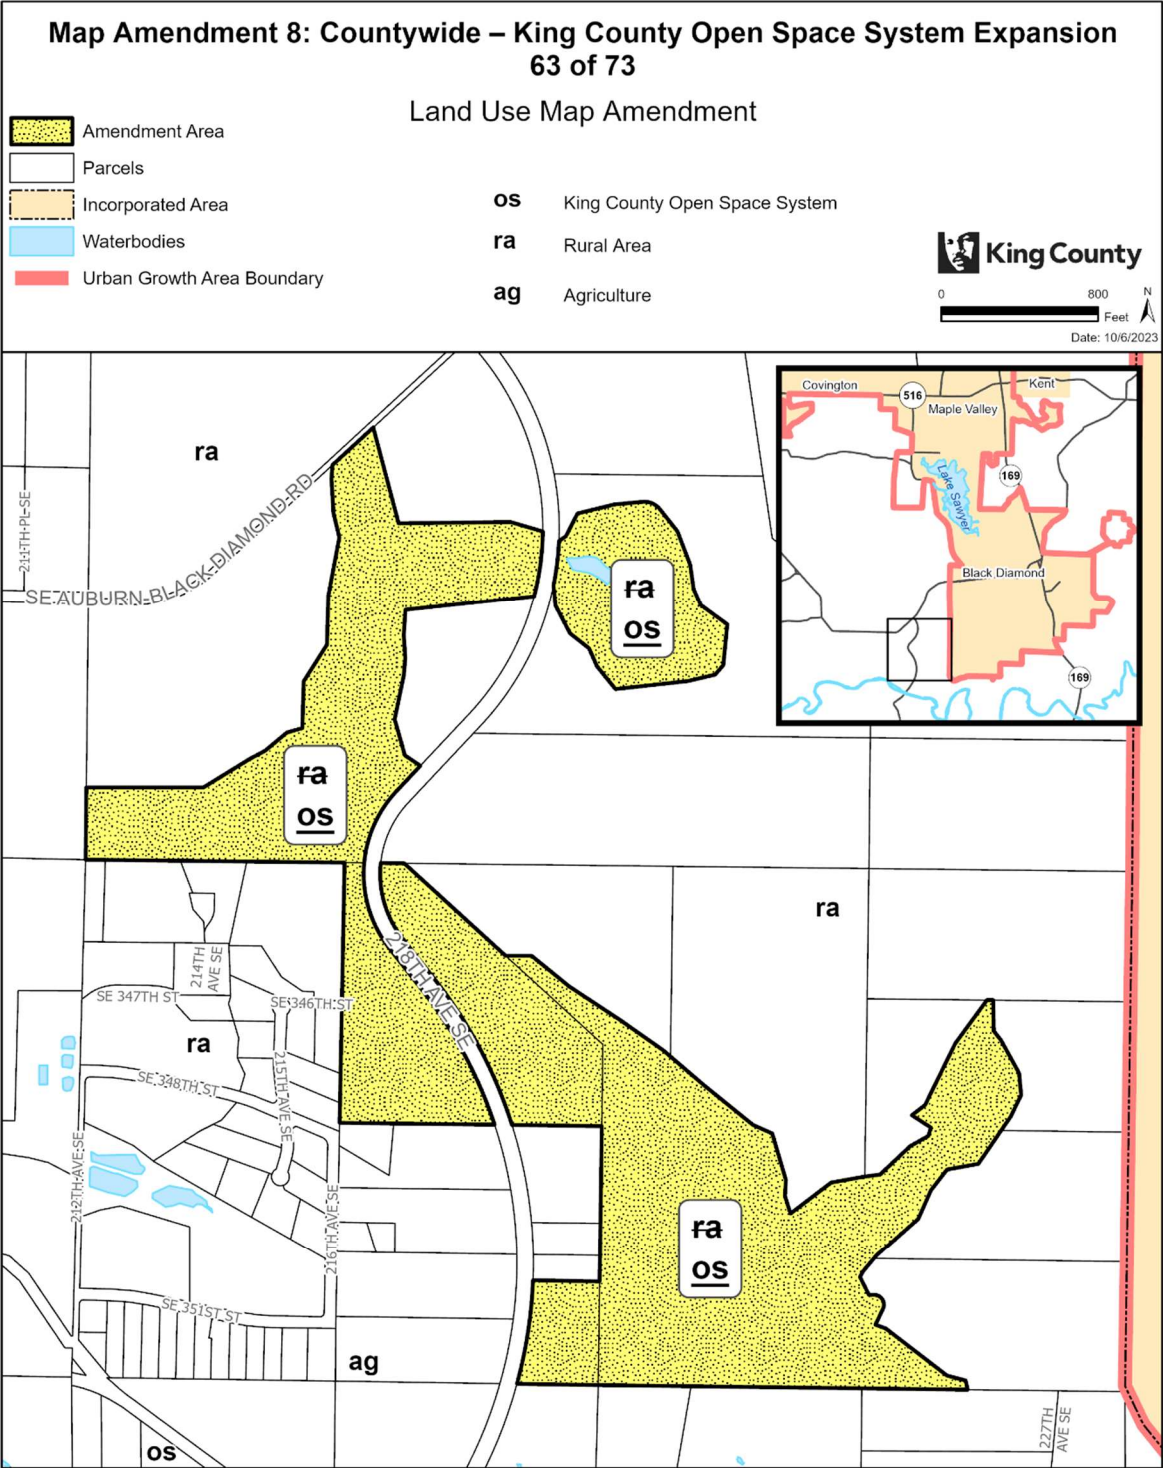 Map Amendment 8: Countywide – King County Open Space System Expansion
63 of 73
Land Use Map Amendment
Amendment Area
Parcels
Incorporated Area
Waterbodies
Urban Growth Area Boundary
os King County Open Space System
ra Rural Area
ag Agriculture
King County
0 800
Feet
N
Date: 10/6/2023
Covington
516
Kent
Maple Valley
Lake Sawyer
169
Black Diamond
169
ra
211TH PL SE
SE AUBURN-BLACK-DIAMOND RD
ra
os
ra
os
ra
218TH AVE SE
214TH
AVE SE
SE 347TH ST
SE 346TH ST
ra
215TH AVE SE
SE 348TH ST
212TH AVE SE
216TH AVE SE
ra
os
SE 351ST ST
ag
227TH
AVE SE
os